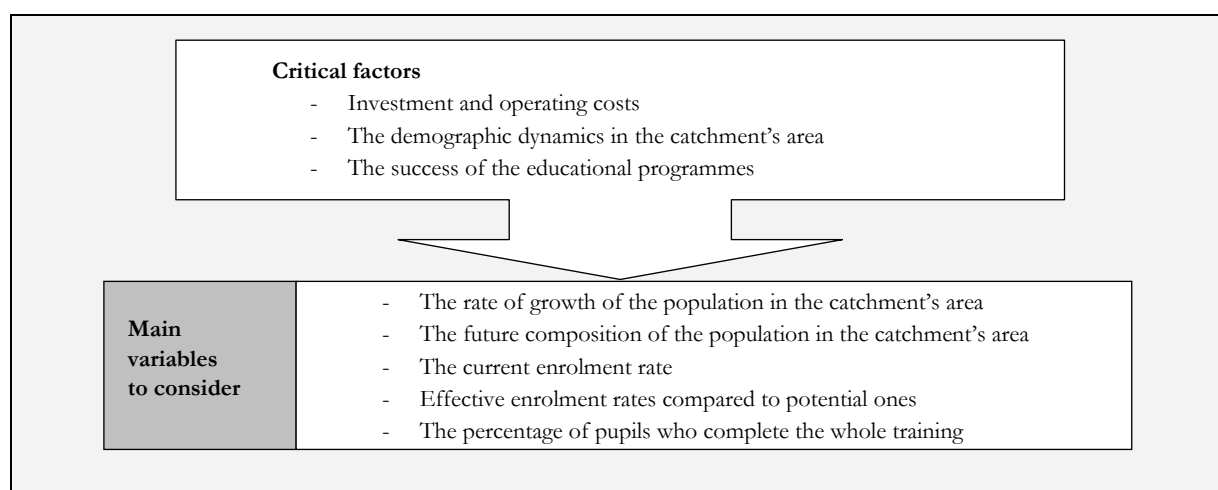 Critical factors
- Investment and operating costs
- The demographic dynamics in the catchment’s area
- The success of the educational programmes
Main
variables
to consider
- The rate of growth of the population in the catchment’s area
- The future composition of the population in the catchment’s area
- The current enrolment rate
- Effective enrolment rates compared to potential ones
- The percentage of pupils who complete the whole training